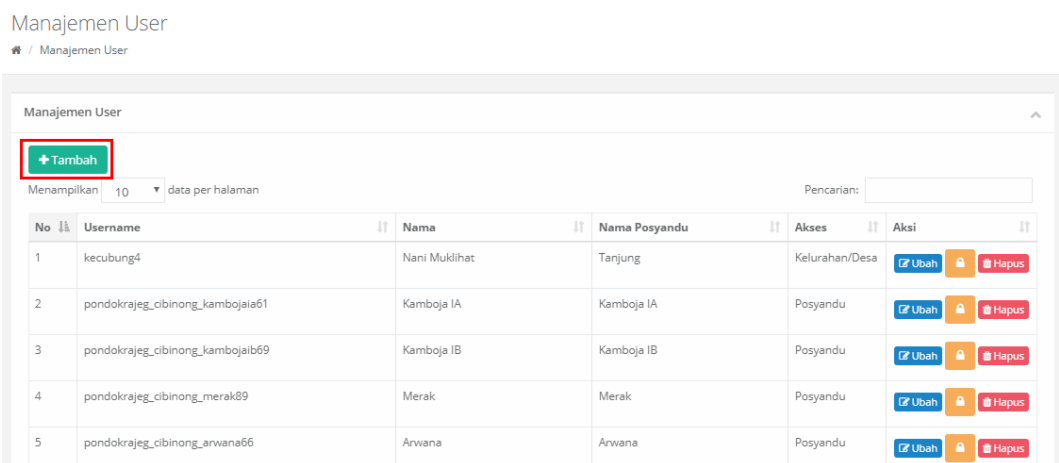 Manajemen User
/ Manajemen User
Manajemen User
Tambah
Menampilkan 10 data per halaman Pencarian:
No Username Nama Nama Posyandu Akses Aksi
1 kecubung4 Nani Muklihat Tanjung Kelurahan/Desa Ubah Hapus
2 pondokrajeg_cibinong_kambojaia61 Kamboja IA Kamboja IA Posyandu Ubah Hapus
3 pondokrajeg_cibinong_kambojaib69 Kamboja IB Kamboja IB Posyandu Ubah Hapus
4 pondokrajeg_cibinong_merak89 Merak Merak Posyandu Ubah Hapus
5 pondokrajeg_cibinong_arwana66 Arwana Arwana Posyandu Ubah Hapus